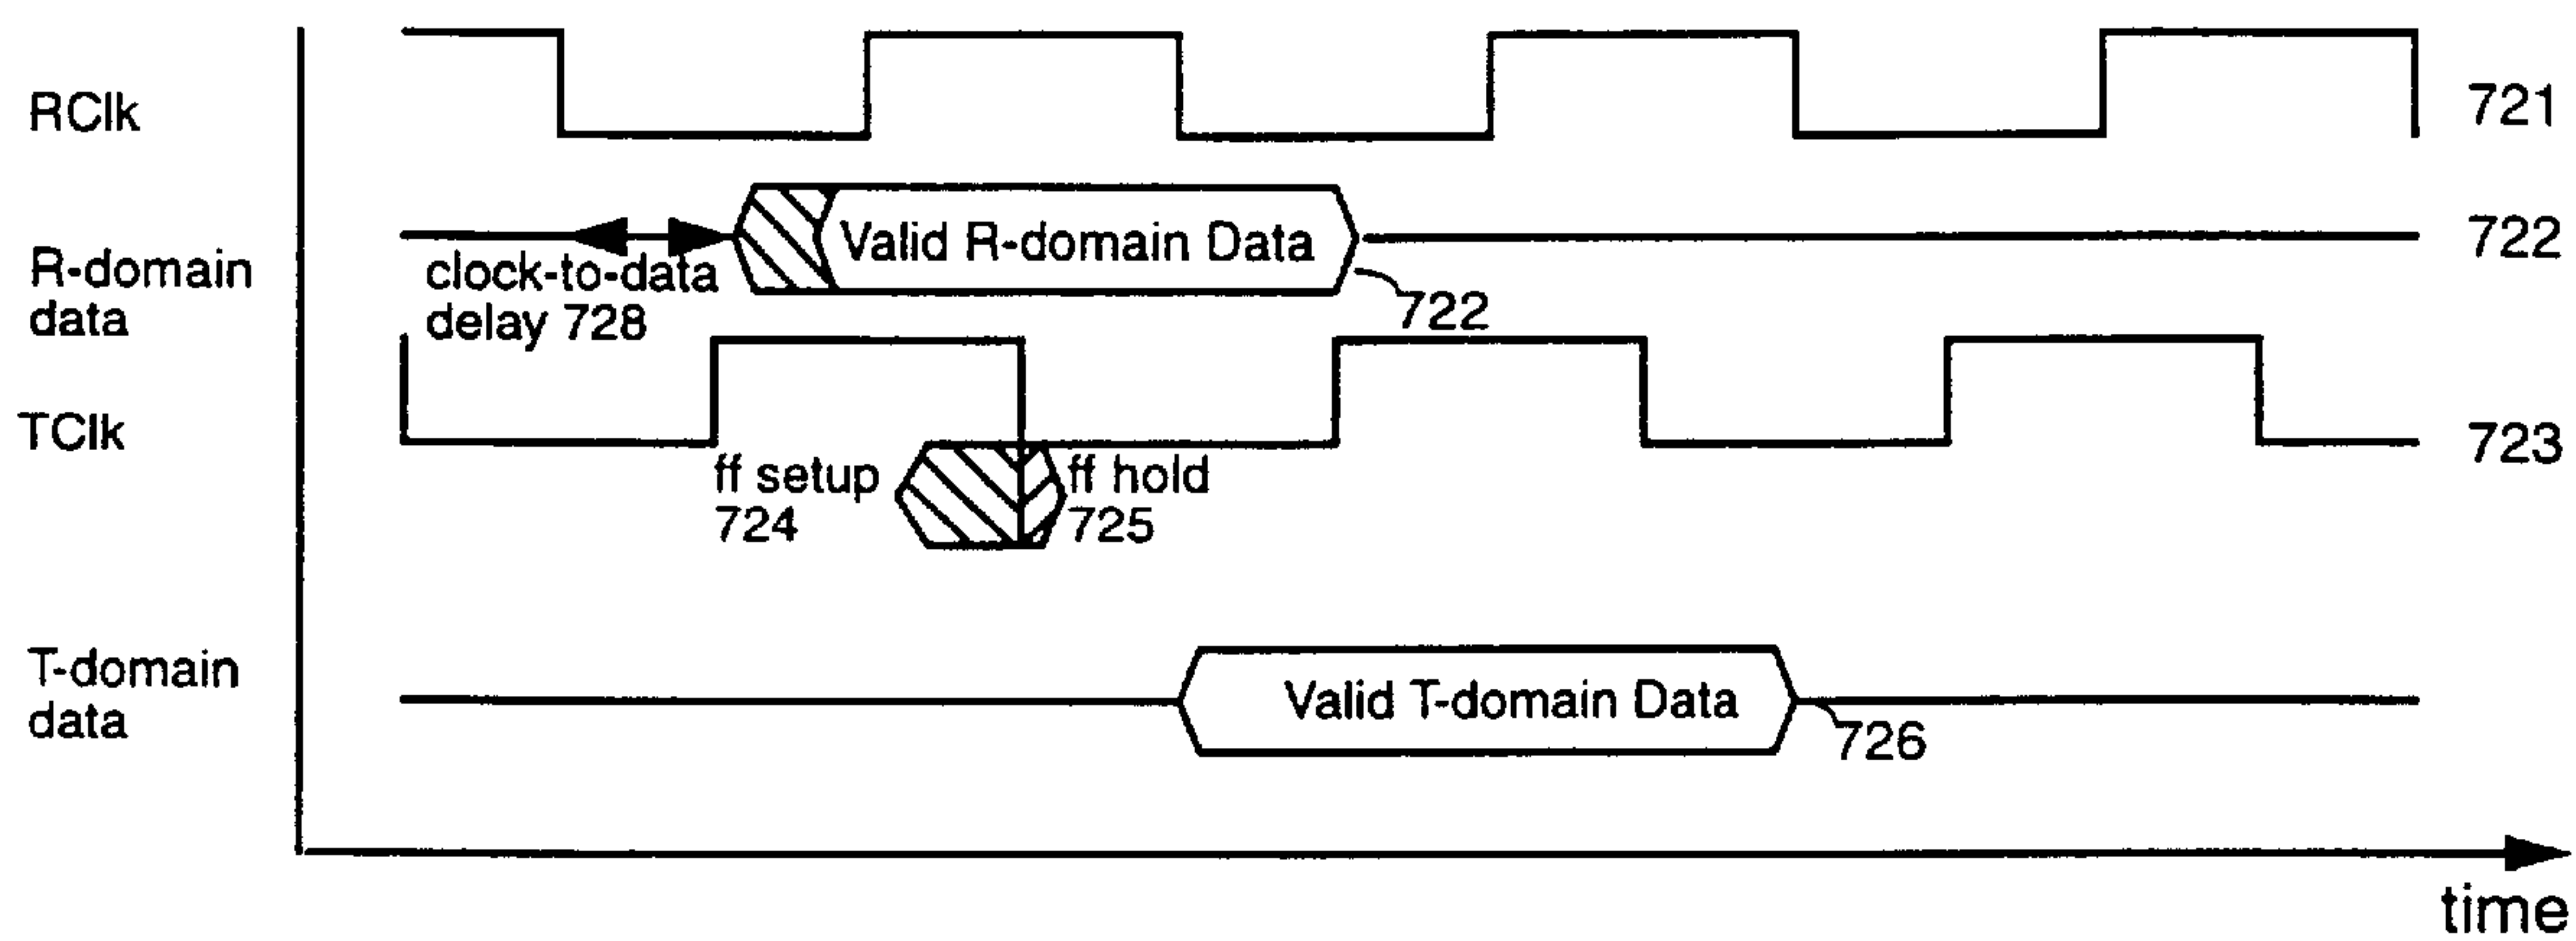 RClk
721
R-domain
data
clock-to-data
delay 728
Valid R-domain Data
722
722
TClk
ff setup
724
ff hold
725
723
T-domain
data
Valid T-domain Data
726
time